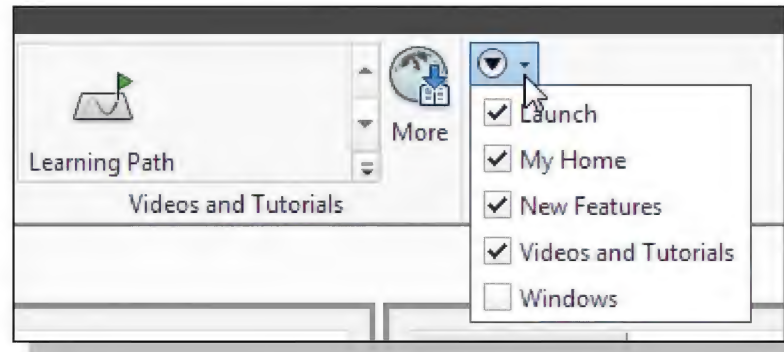 Learning Path
More
Videos and Tutorials
Launch
My Home
New Features
Videos and Tutorials
Windows